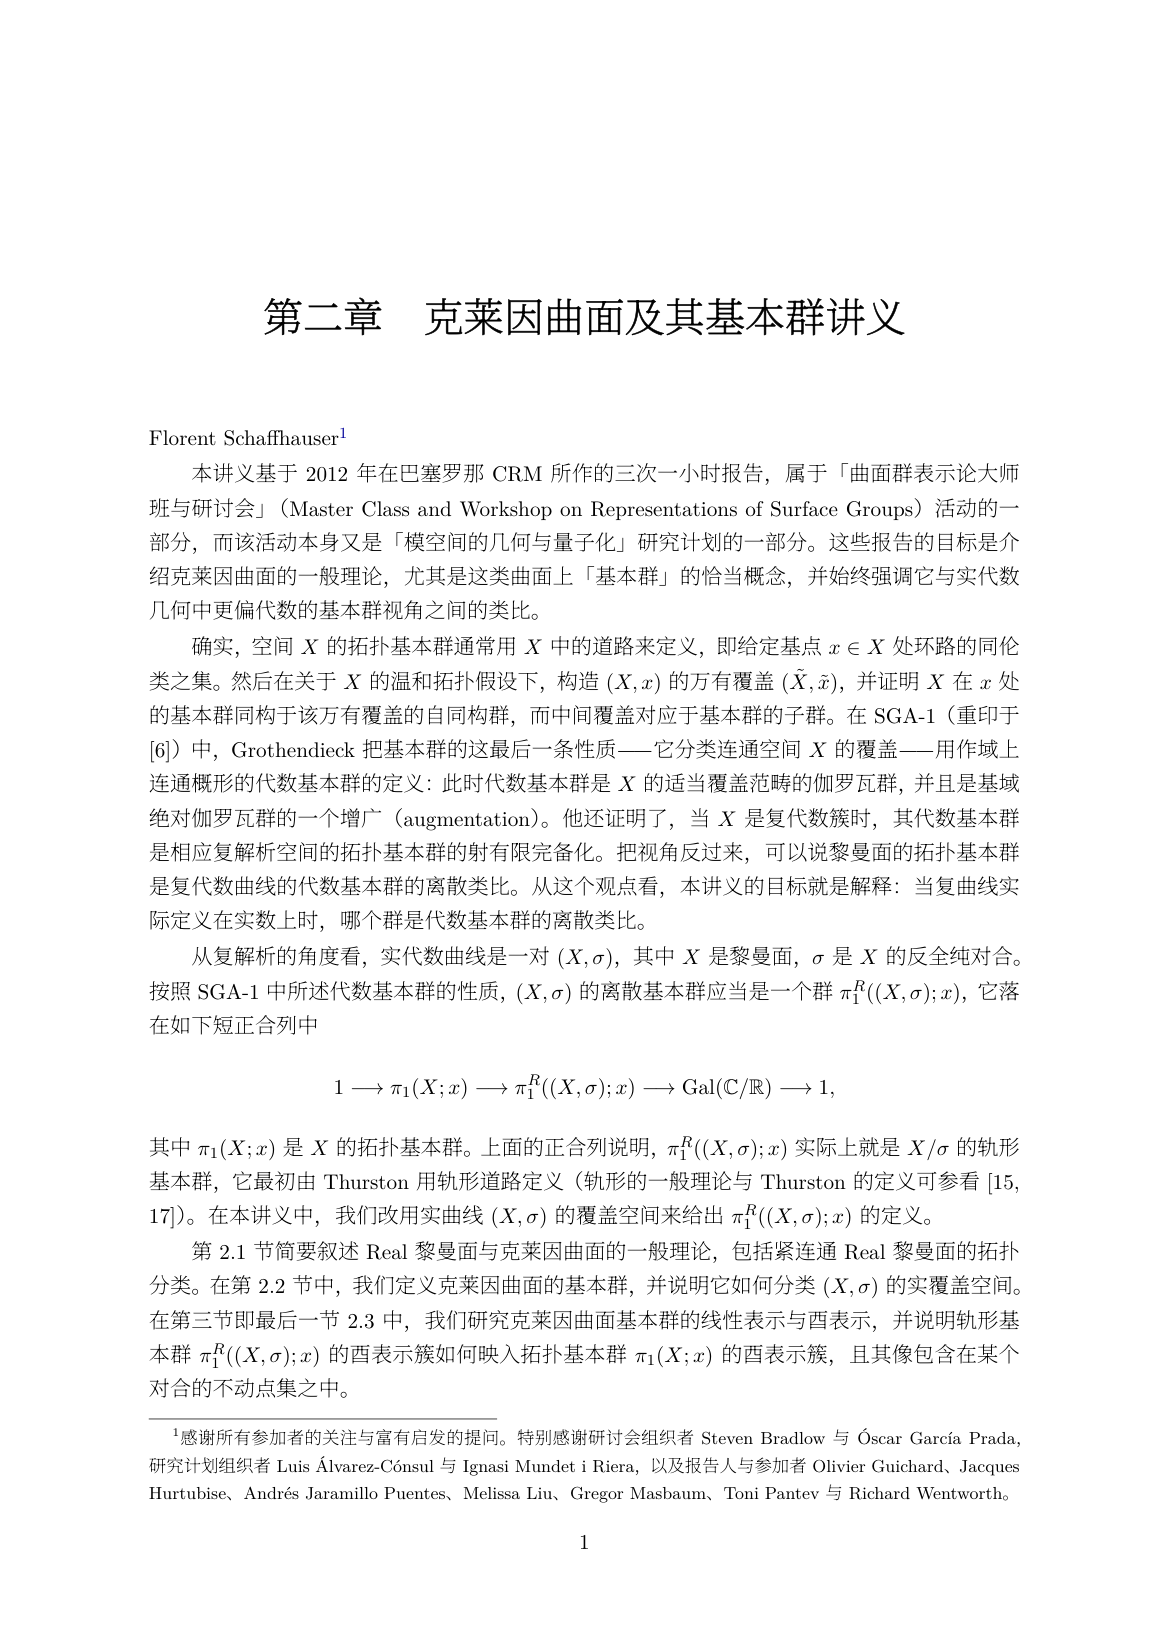 第二章　克莱因曲面及其基本群讲义
Florent Schaffhauser¹
本讲义基于 2012 年在巴塞罗那 CRM 所作的三次一小时报告，属于「曲面群表示论大师
班与研讨会」（Master Class and Workshop on Representations of Surface Groups）活动的一
部分，而该活动本身又是「模空间的几何与量子化」研究计划的一部分。这些报告的目标是介
绍克莱因曲面的一般理论，尤其是这类曲面上「基本群」的恰当概念，并始终强调它与实代数
几何中更偏代数的基本群视角之间的类比。
确实，空间 X 的拓扑基本群通常用 X 中的道路来定义，即给定基点 x ∈ X 处环路的同伦
类之集。然后在关于 X 的温和拓扑假设下，构造 (X, x) 的万有覆盖 (X̃, x̃)，并证明 X 在 x 处
的基本群同构于该万有覆盖的自同构群，而中间覆盖对应于基本群的子群。在 SGA-1（重印于
[6]）中，Grothendieck 把基本群的这最后一条性质——它分类连通空间 X 的覆盖——用作域上
连通概形的代数基本群的定义：此时代数基本群是 X 的适当覆盖范畴的伽罗瓦群，并且是基域
绝对伽罗瓦群的一个增广（augmentation）。他还证明了，当 X 是复代数簇时，其代数基本群
是相应复解析空间的拓扑基本群的射有限完备化。把视角反过来，可以说黎曼面的拓扑基本群
是复代数曲线的代数基本群的离散类比。从这个观点看，本讲义的目标就是解释：当复曲线实
际定义在实数上时，哪个群是代数基本群的离散类比。
从复解析的角度看，实代数曲线是一对 (X, σ)，其中 X 是黎曼面，σ 是 X 的反全纯对合。
按照 SGA-1 中所述代数基本群的性质，(X, σ) 的离散基本群应当是一个群 π₁ᴿ((X, σ); x)，它落
在如下短正合列中
1 ⟶ π₁(X; x) ⟶ π₁ᴿ((X, σ); x) ⟶ Gal(ℂ/ℝ) ⟶ 1,
其中 π₁(X; x) 是 X 的拓扑基本群。上面的正合列说明，π₁ᴿ((X, σ); x) 实际上就是 X/σ 的轨形
基本群，它最初由 Thurston 用轨形道路定义（轨形的一般理论与 Thurston 的定义可参看 [15,
17]）。在本讲义中，我们改用实曲线 (X, σ) 的覆盖空间来给出 π₁ᴿ((X, σ); x) 的定义。
第 2.1 节简要叙述 Real 黎曼面与克莱因曲面的一般理论，包括紧连通 Real 黎曼面的拓扑
分类。在第 2.2 节中，我们定义克莱因曲面的基本群，并说明它如何分类 (X, σ) 的实覆盖空间。
在第三节即最后一节 2.3 中，我们研究克莱因曲面基本群的线性表示与酉表示，并说明轨形基
本群 π₁ᴿ((X, σ); x) 的酉表示簇如何映入拓扑基本群 π₁(X; x) 的酉表示簇，且其像包含在某个
对合的不动点集之中。
¹感谢所有参加者的关注与富有启发的提问。特别感谢研讨会组织者 Steven Bradlow 与 Óscar García Prada,
研究计划组织者 Luis Álvarez-Cónsul 与 Ignasi Mundet i Riera，以及报告人与参加者 Olivier Guichard、Jacques
Hurtubise、Andrés Jaramillo Puentes、Melissa Liu、Gregor Masbaum、Toni Pantev 与 Richard Wentworth。
1